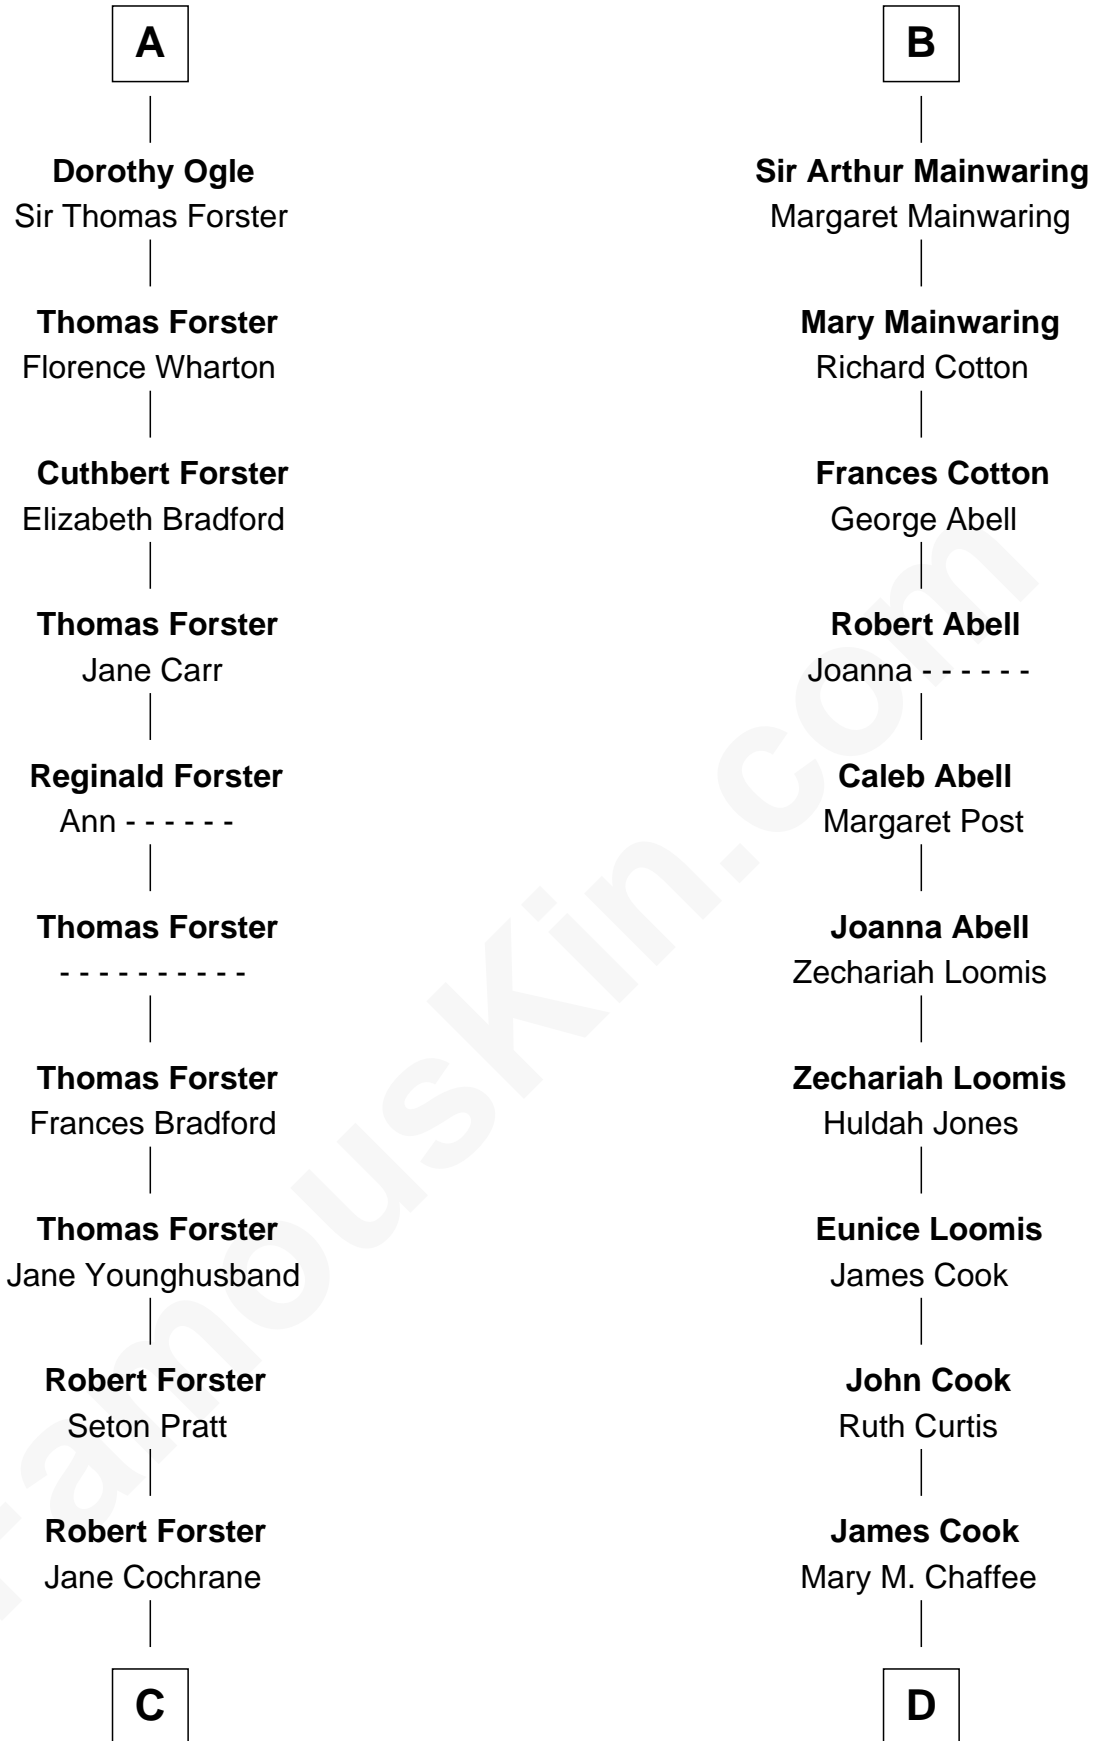 A
Dorothy Ogle
Sir Thomas Forster
Thomas Forster
Florence Wharton
Cuthbert Forster
Elizabeth Bradford
Thomas Forster
Jane Carr
Reginald Forster
Ann - - - - - -
Thomas Forster
- - - - - - - - - -
Thomas Forster
Frances Bradford
Thomas Forster
Jane Younghusband
Robert Forster
Seton Pratt
Robert Forster
Jane Cochrane
C
B
Sir Arthur Mainwaring
Margaret Mainwaring
Mary Mainwaring
Richard Cotton
Frances Cotton
George Abell
Robert Abell
Joanna - - - - - -
Caleb Abell
Margaret Post
Joanna Abell
Zechariah Loomis
Zechariah Loomis
Huldah Jones
Eunice Loomis
James Cook
John Cook
Ruth Curtis
James Cook
Mary M. Chaffee
D
FamousKin.com